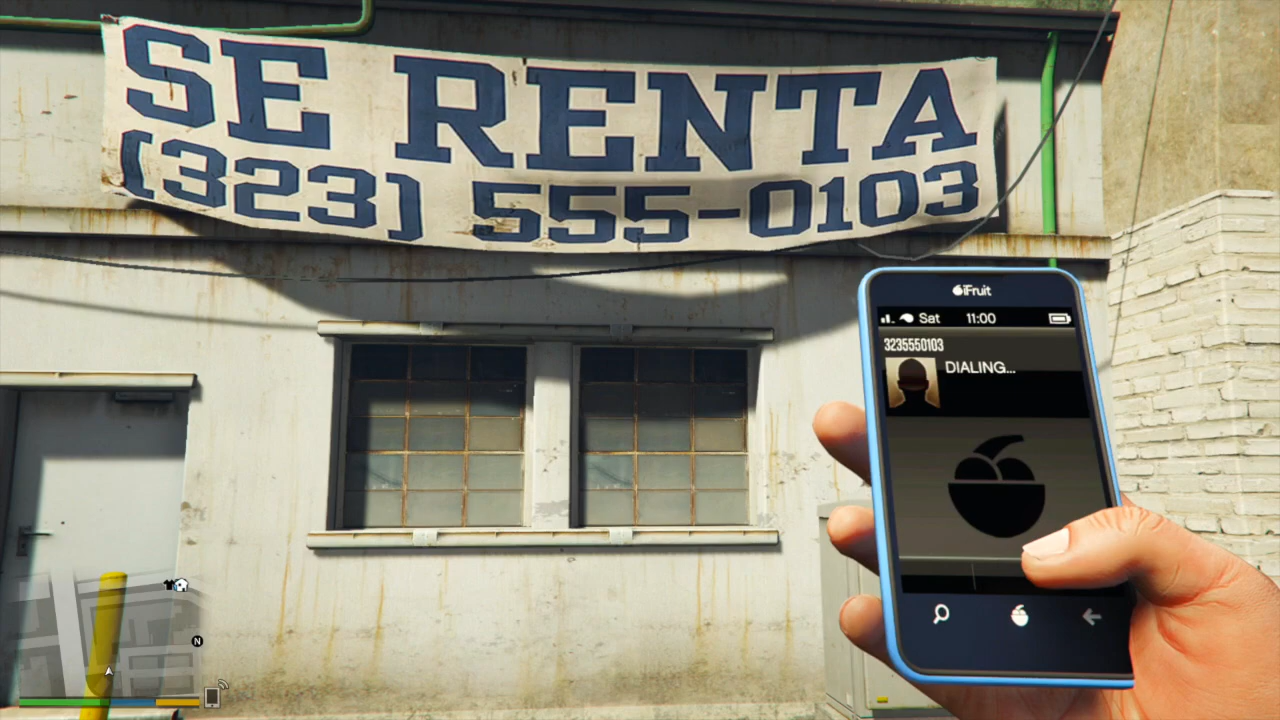 SE RENTA
(323) 555-0103
iFruit
Sat 11:00
3235550103
DIALING...
N